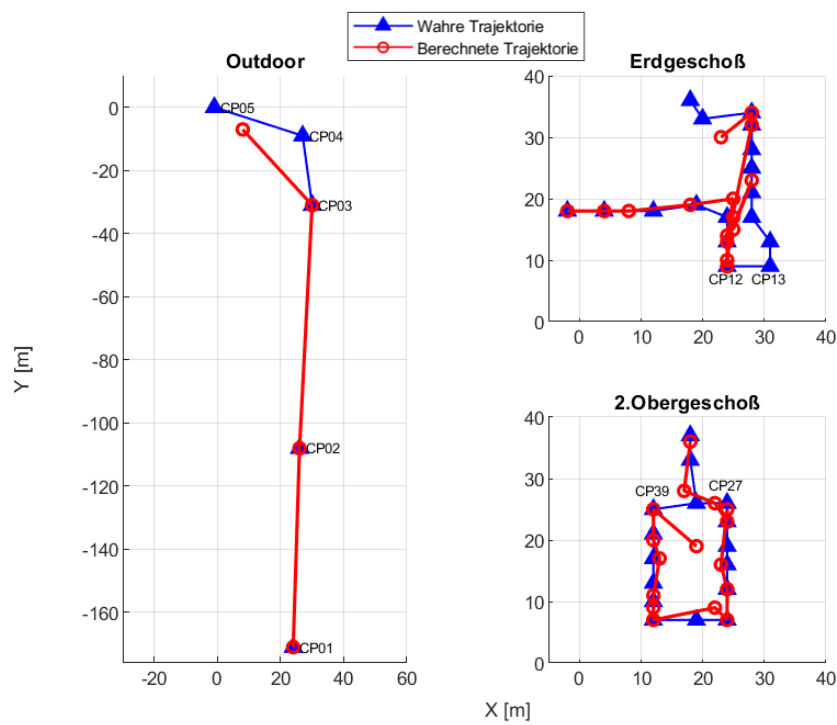 Wahre Trajektorie
Berechnete Trajektorie
Outdoor
0
-20
-40
-60
-80
-100
-120
-140
-160
-20 0 20 40 60
CP05
CP04
CP03
CP02
CP01
Y [m]
Erdgeschoß
40
30
20
10
0
0 10 20 30 40
CP12 CP13
2.Obergeschoß
40
30
20
10
0
0 10 20 30 40
CP39 CP27
X [m]